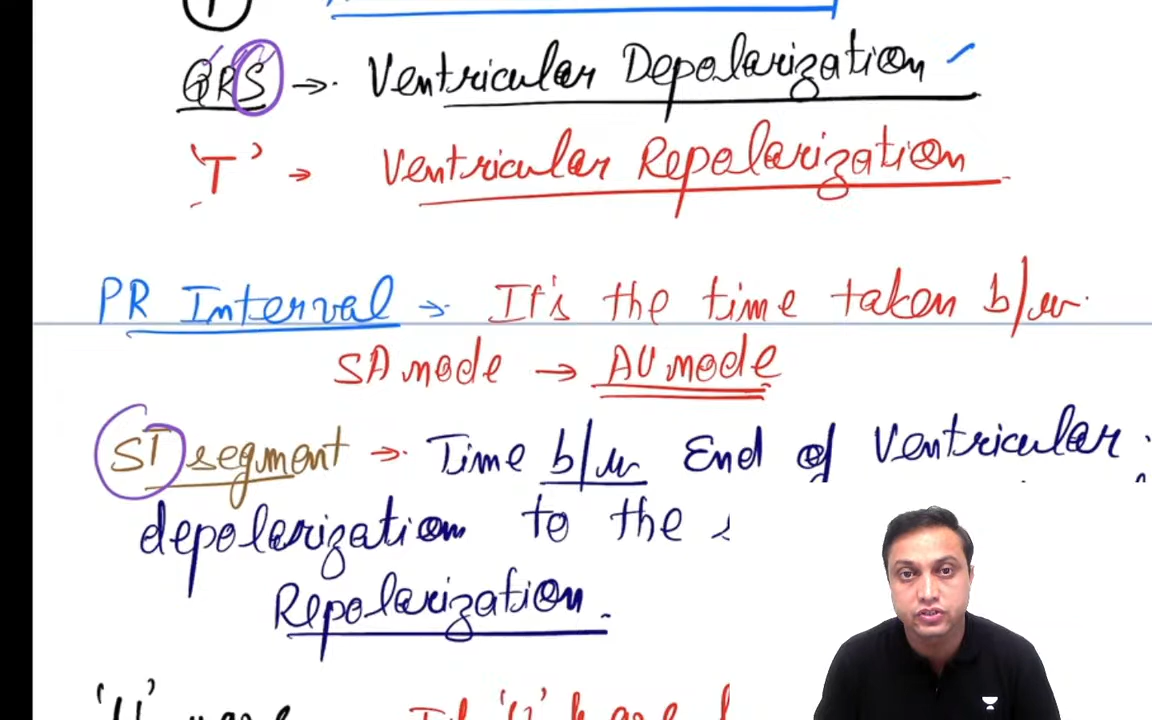 QRS → Ventricular Depolarization
'T' → Ventricular Repolarization
PR Interval → It's the time taken b/w
SA node → AV node
ST segment → Time b/w End of Ventricular
depolarization to the
Repolarization.